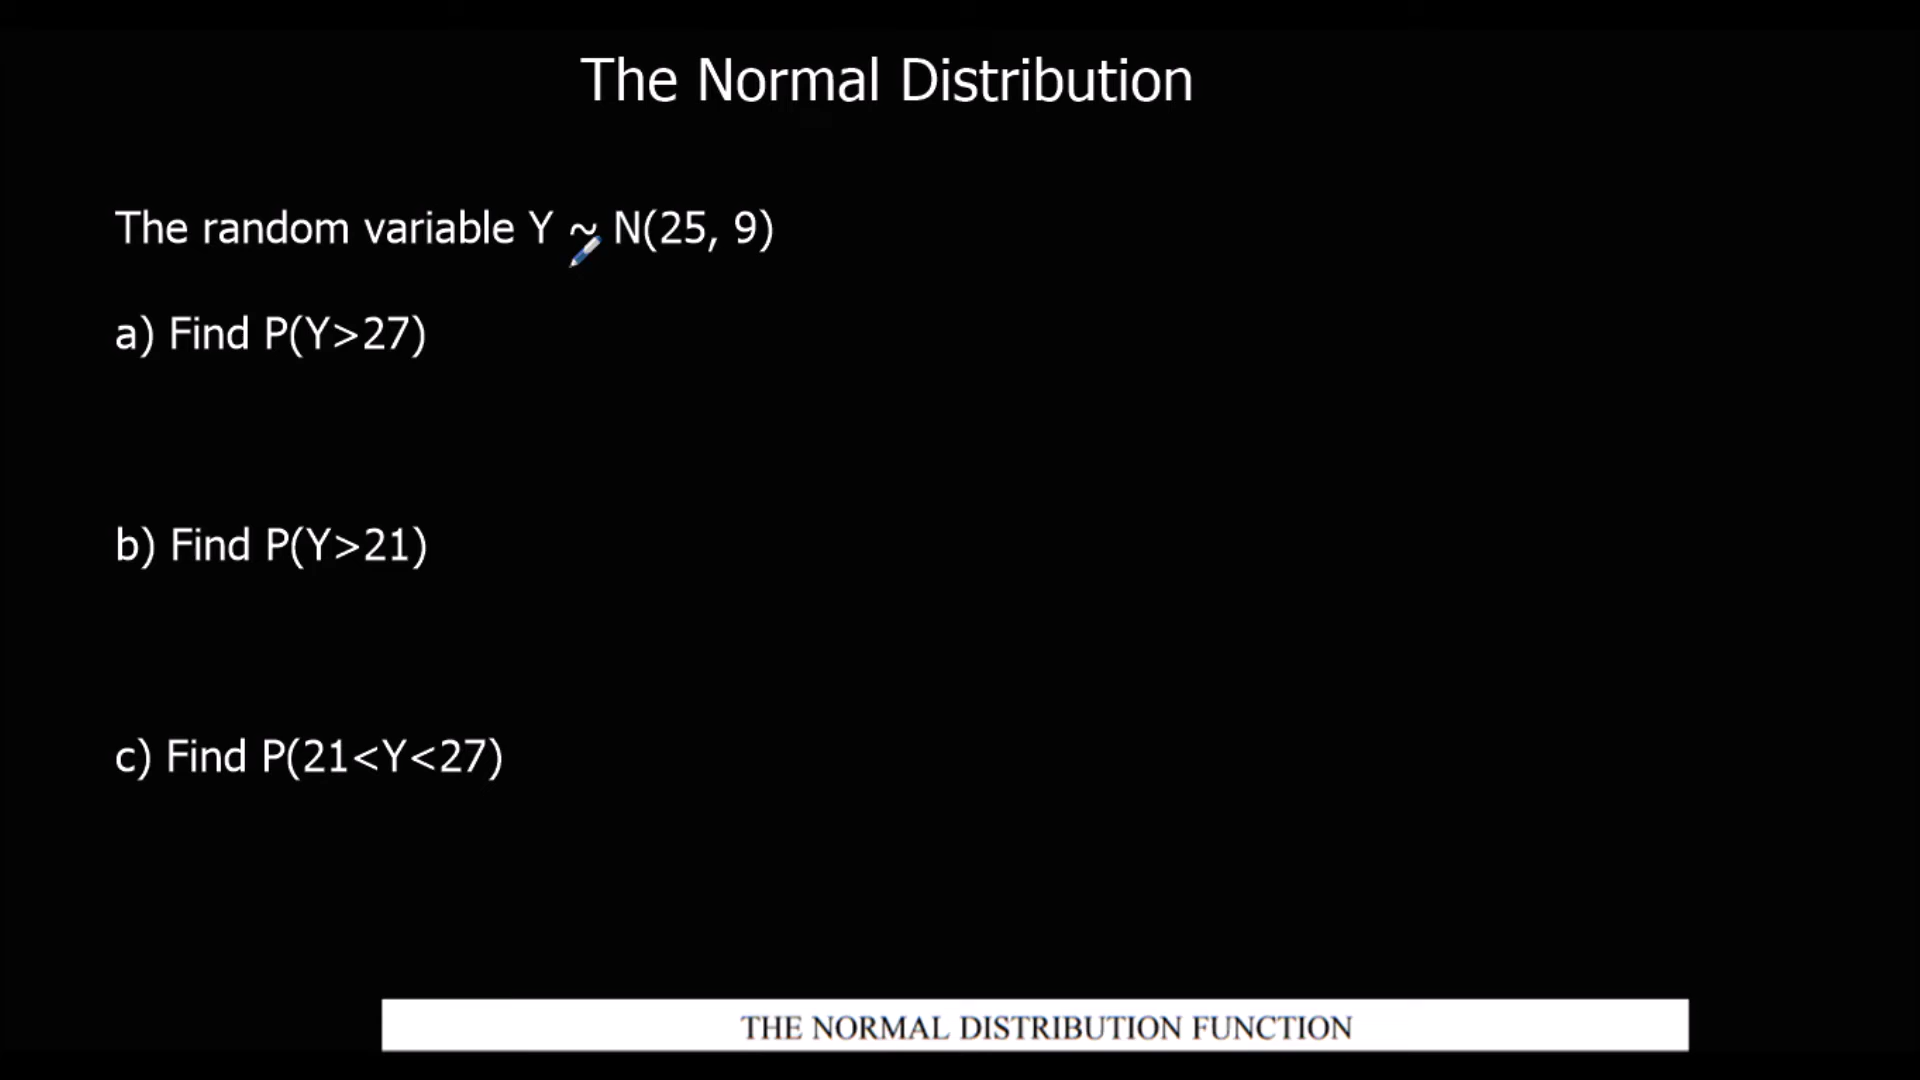 The Normal Distribution
The random variable Y ~ N(25, 9)
a) Find P(Y>27)
b) Find P(Y>21)
c) Find P(21<Y<27)
THE NORMAL DISTRIBUTION FUNCTION